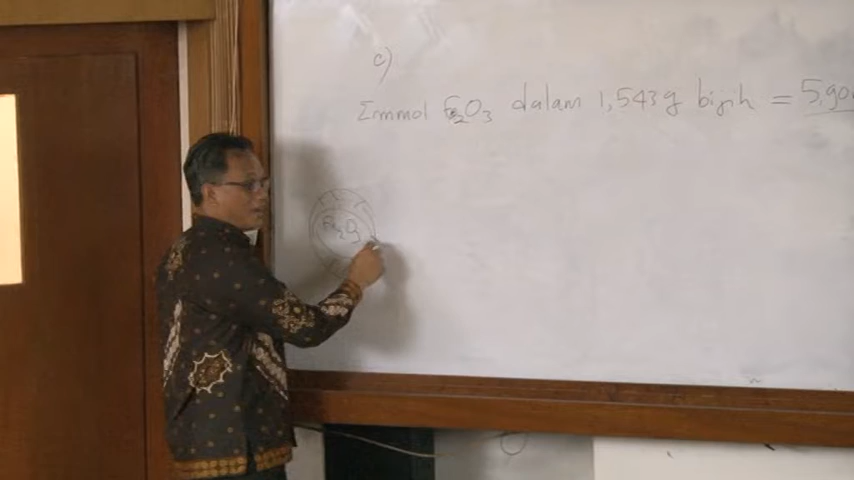 c)
Σmmol Fe2O3 dalam 1,543 g bijih = 5,90
Fe2O3